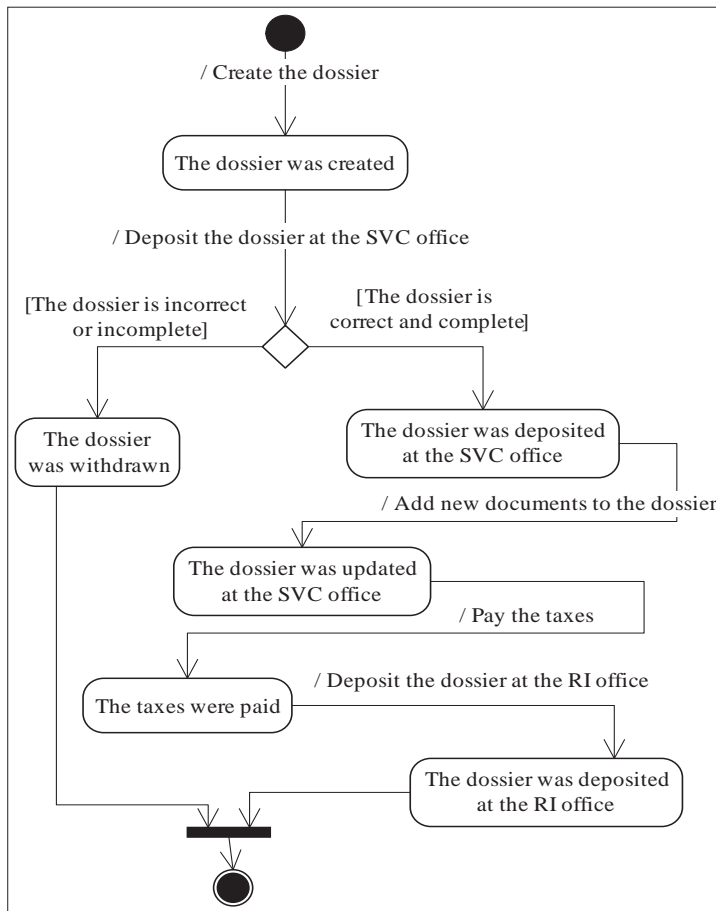 / Create the dossier
The dossier was created
/ Deposit the dossier at the SVC office
[The dossier is incorrect
or incomplete]
[The dossier is
correct and complete]
The dossier
was withdrawn
The dossier was deposited
at the SVC office
/ Add new documents to the dossier
The dossier was updated
at the SVC office
/ Pay the taxes
The taxes were paid
/ Deposit the dossier at the RI office
The dossier was deposited
at the RI office